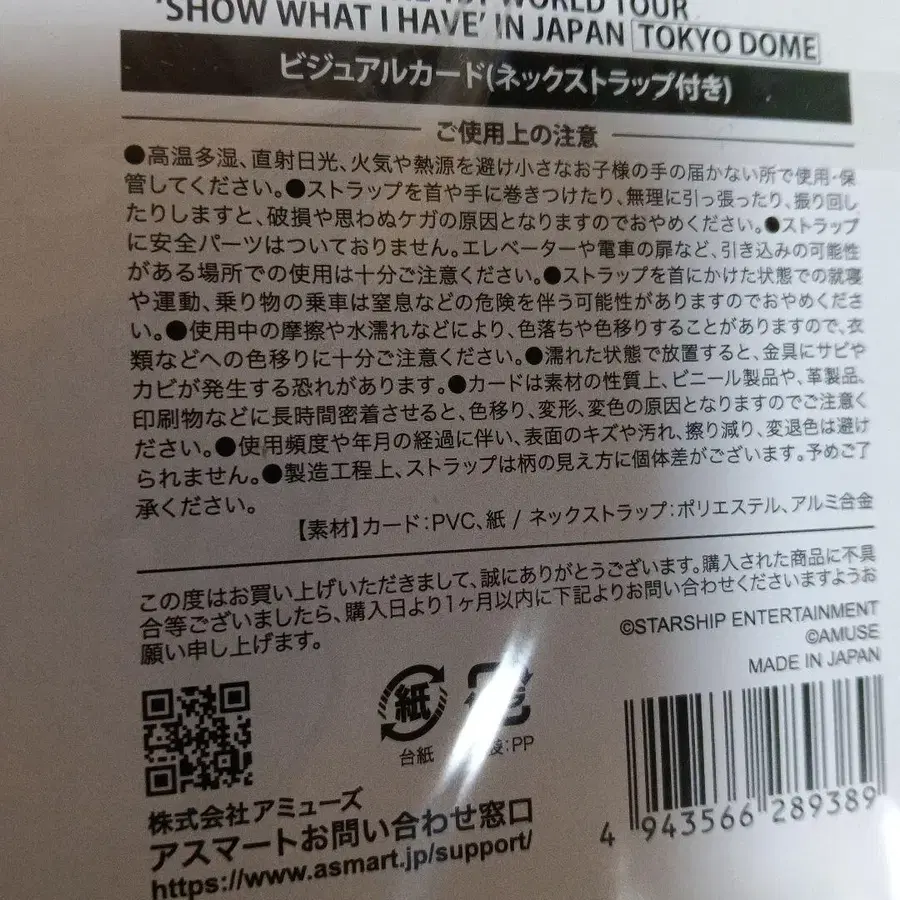 1ST WORLD TOUR
'SHOW WHAT I HAVE' IN JAPAN TOKYO DOME
ビジュアルカード(ネックストラップ付き)
ご使用上の注意
●高温多湿、直射日光、火気や熱源を避け小さなお子様の手の届かない所で使用・保
管してください。●ストラップを首や手に巻きつけたり、無理に引っ張ったり、振り回し
たりしますと、破損や思わぬケガの原因となりますのでおやめください。●ストラップ
に安全パーツはついておりません。エレベーターや電車の扉など、引き込みの可能性
がある場所での使用は十分ご注意ください。●ストラップを首にかけた状態での就寝
や運動、乗り物の乗車は窒息などの危険を伴う可能性がありますのでおやめくださ
い。●使用中の摩擦や水濡れなどにより、色落ちや色移りすることがありますので、衣
類などへの色移りに十分ご注意ください。●濡れた状態で放置すると、金具にサビや
カビが発生する恐れがあります。●カードは素材の性質上、ビニール製品や、革製品、
印刷物などに長時間密着させると、色移り、変形、変色の原因となりますのでご注意く
ださい。●使用頻度や年月の経過に伴い、表面のキズや汚れ、擦り減り、変退色は避け
られません。●製造工程上、ストラップは柄の見え方に個体差がございます。予めご了
承ください。
【素材】カード:PVC、紙 / ネックストラップ:ポリエステル、アルミ合金
この度はお買い上げいただきまして、誠にありがとうございます。購入された商品に不具
合等ございましたら、購入日より1ヶ月以内に下記よりお問い合わせくださいますようお
願い申し上げます。
©STARSHIP ENTERTAINMENT
©AMUSE
MADE IN JAPAN
紙
台紙
:PP
株式会社アミューズ
アスマートお問い合わせ窓口
https://www.asmart.jp/support/
4 943566 289389